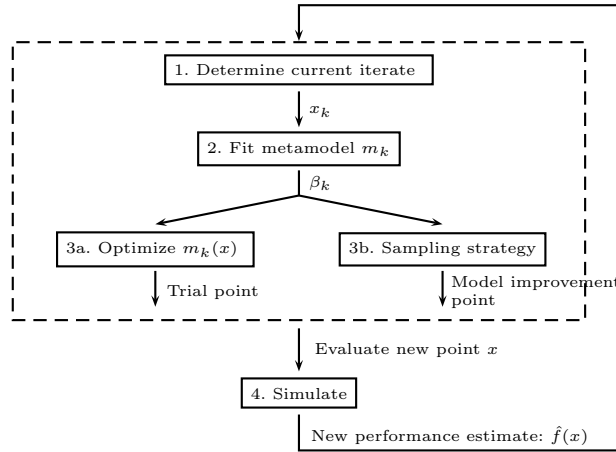 1. Determine current iterate
x_k
2. Fit metamodel m_k
β_k
3a. Optimize m_k(x)
3b. Sampling strategy
Trial point
Model improvement
point
Evaluate new point x
4. Simulate
New performance estimate: f̂(x)